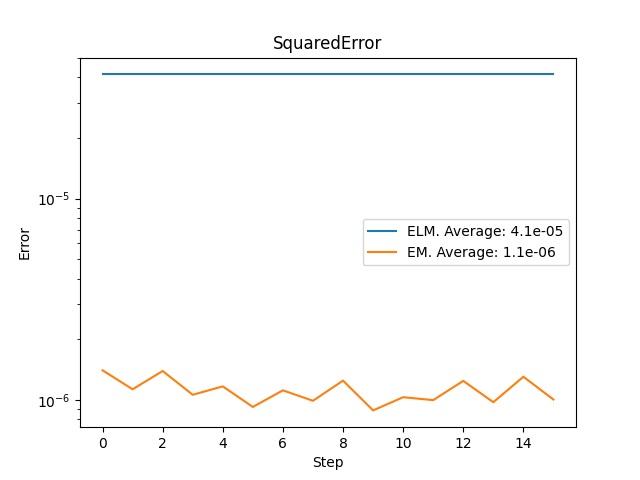 SquaredError
Error
10⁻⁵
10⁻⁶
ELM. Average: 4.1e-05
EM. Average: 1.1e-06
0 2 4 6 8 10 12 14
Step